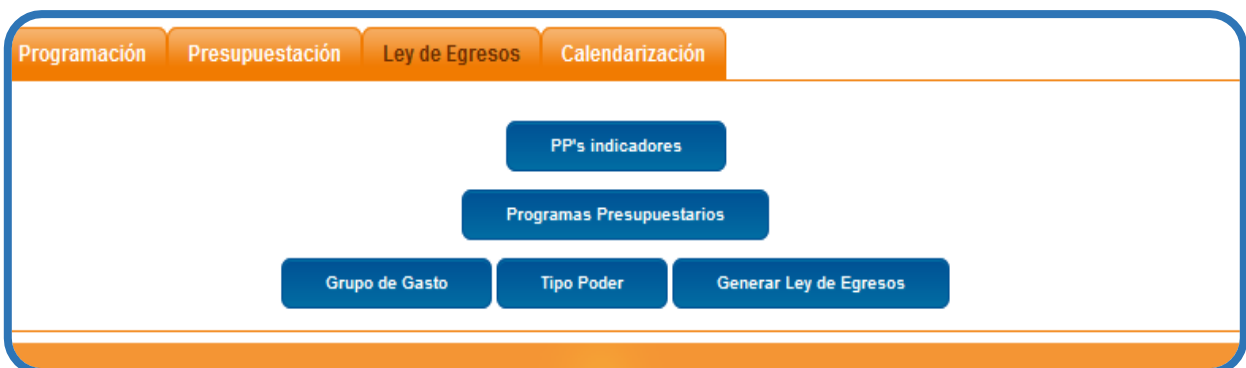 Programación Presupuestación Ley de Egresos Calendarización
PP's indicadores
Programas Presupuestarios
Grupo de Gasto Tipo Poder Generar Ley de Egresos